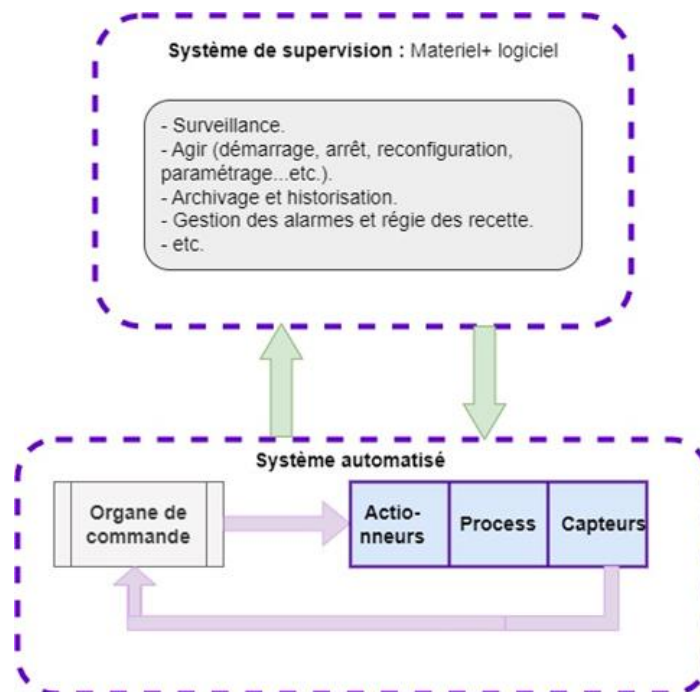 Système de supervision : Materiel+ logiciel
- Surveillance.
- Agir (démarrage, arrêt, reconfiguration,
paramétrage...etc.).
- Archivage et historisation.
- Gestion des alarmes et régie des recette.
- etc.
Système automatisé
Organe de
commande
Actio-
nneurs
Process
Capteurs